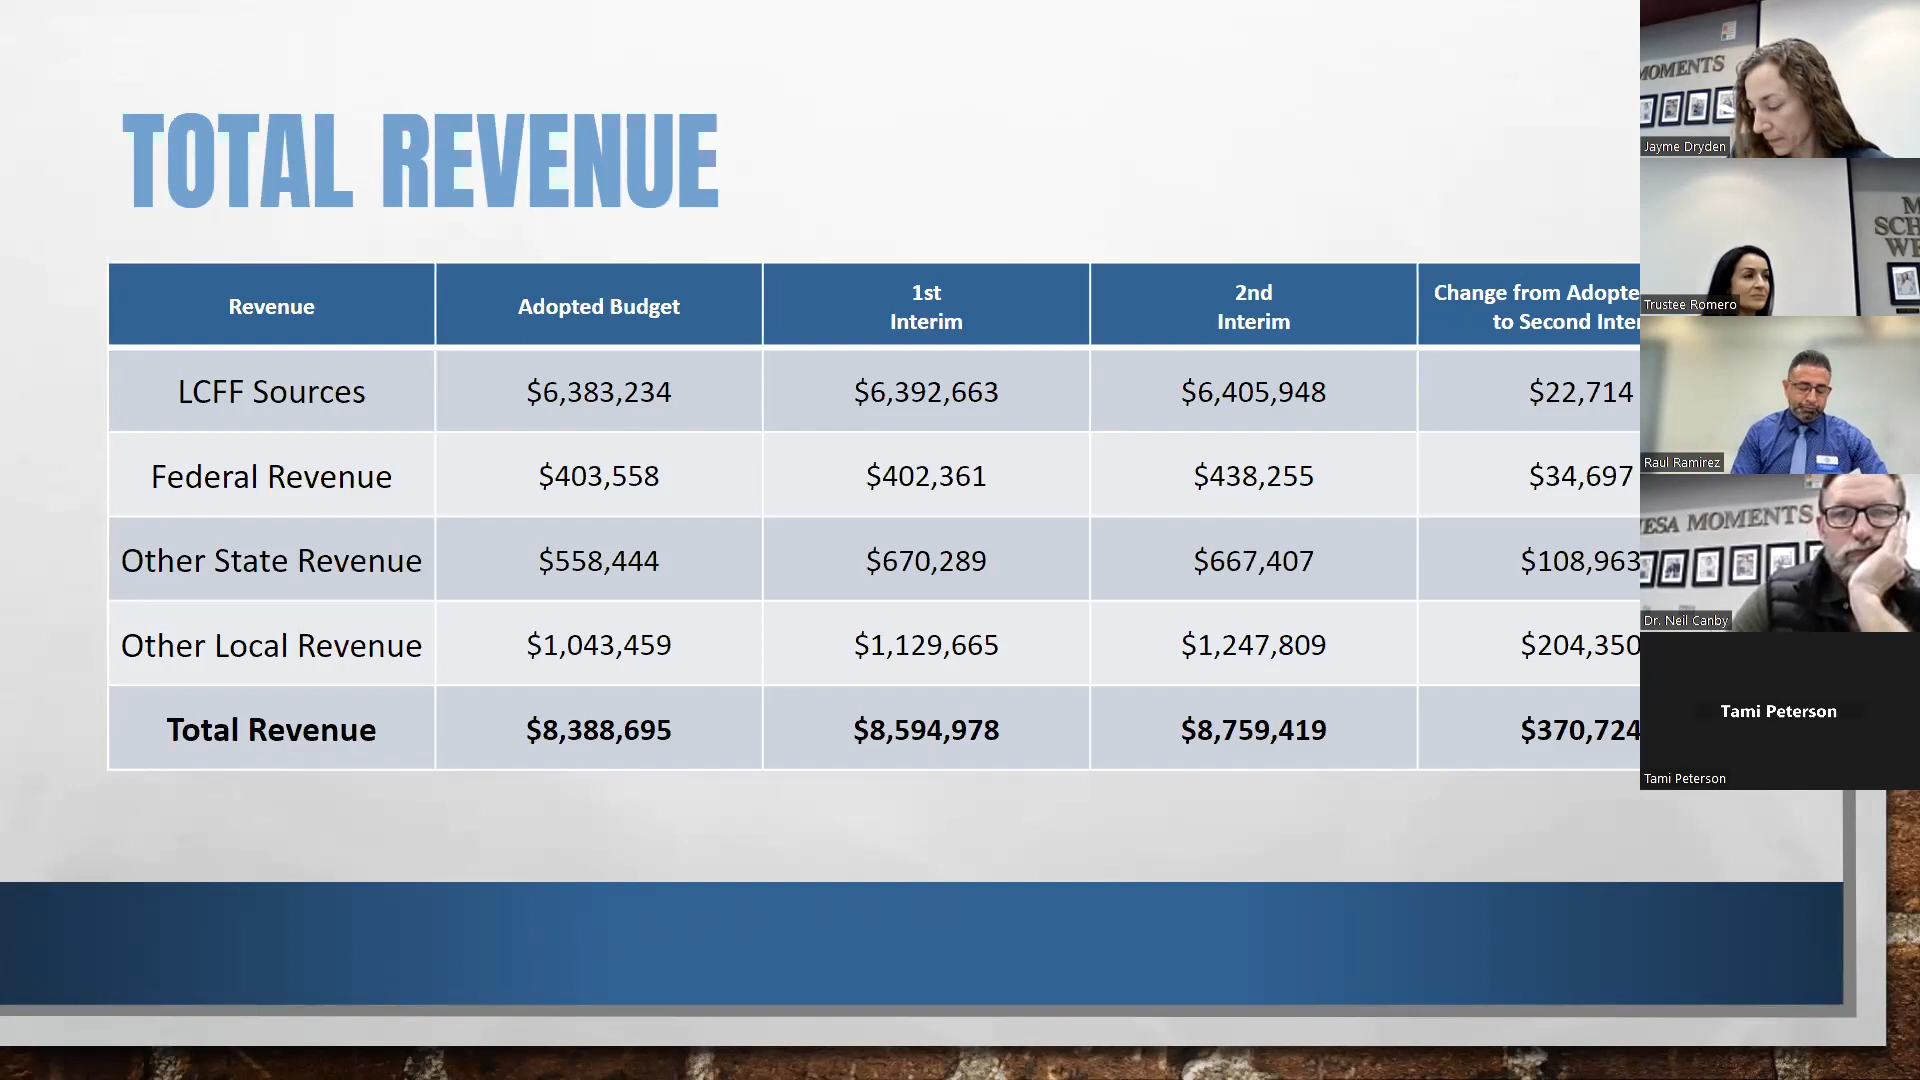 TOTAL REVENUE
Revenue
Adopted Budget
1st
Interim
2nd
Interim
Change from Adopte
to Second Inter
LCFF Sources
$6,383,234
$6,392,663
$6,405,948
$22,714
Federal Revenue
$403,558
$402,361
$438,255
$34,697
Other State Revenue
$558,444
$670,289
$667,407
$108,963
Other Local Revenue
$1,043,459
$1,129,665
$1,247,809
$204,350
Total Revenue
$8,388,695
$8,594,978
$8,759,419
$370,724
MOMENTS
Jayme Dryden
M
SCH
WE
Trustee Romero
Raul Ramirez
ESA MOMENTS
Dr. Neil Canby
Tami Peterson
Tami Peterson